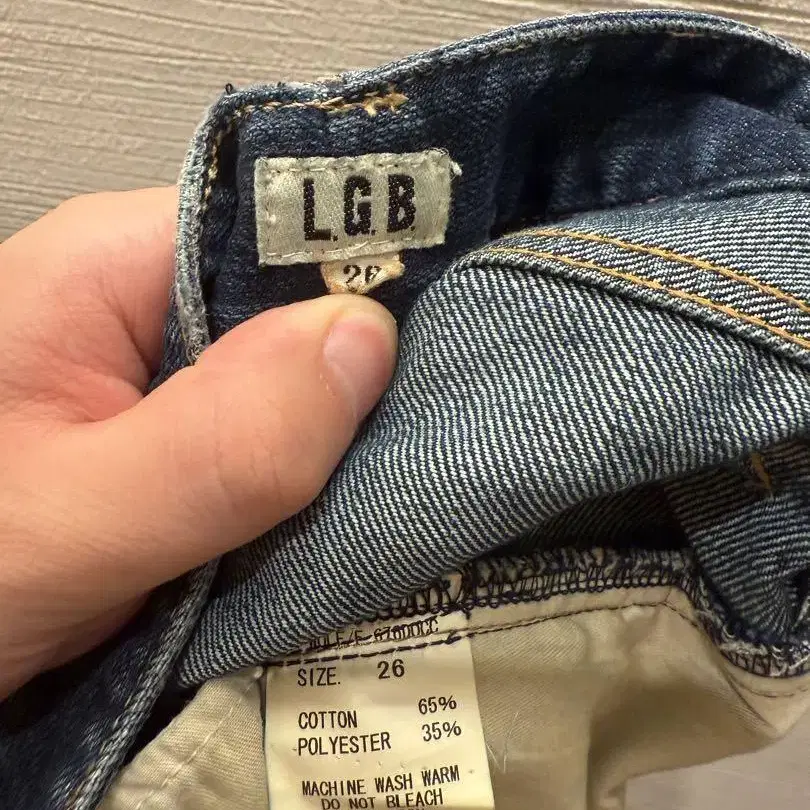 L.G.B.
26
SIZE. 26
COTTON 65%
POLYESTER 35%
MACHINE WASH WARM
DO NOT BLEACH